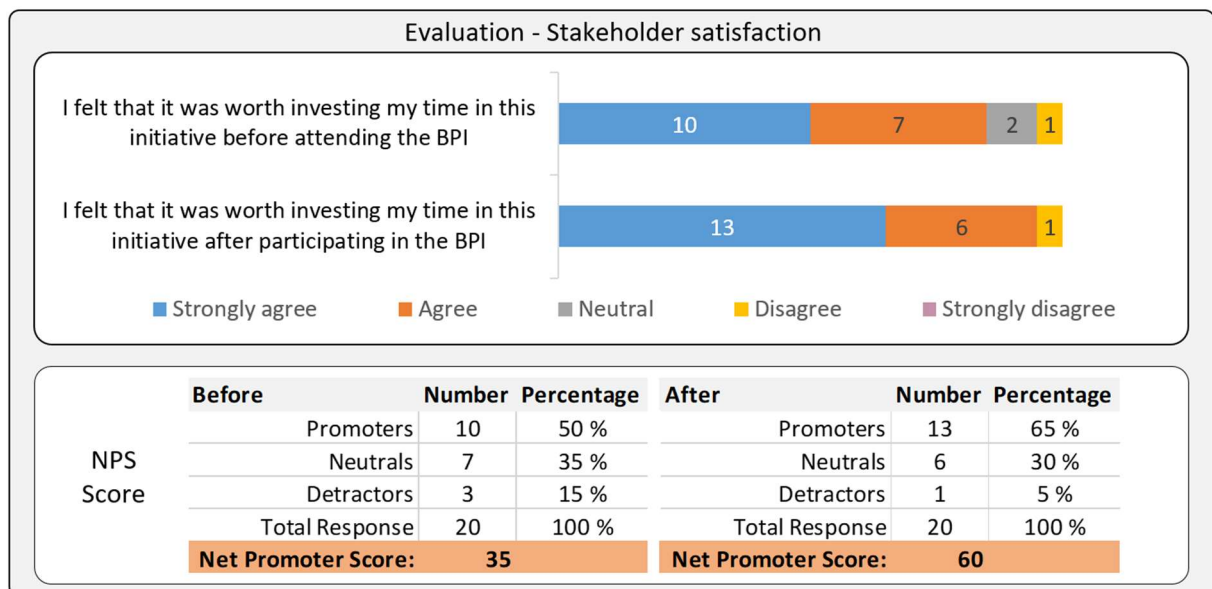 Evaluation - Stakeholder satisfaction
I felt that it was worth investing my time in this
initiative before attending the BPI
10 7 2 1
I felt that it was worth investing my time in this
initiative after participating in the BPI
13 6 1
Strongly agree Agree Neutral Disagree Strongly disagree
NPS
Score
Before Number Percentage
Promoters 10 50 %
Neutrals 7 35 %
Detractors 3 15 %
Total Response 20 100 %
Net Promoter Score: 35
After Number Percentage
Promoters 13 65 %
Neutrals 6 30 %
Detractors 1 5 %
Total Response 20 100 %
Net Promoter Score: 60